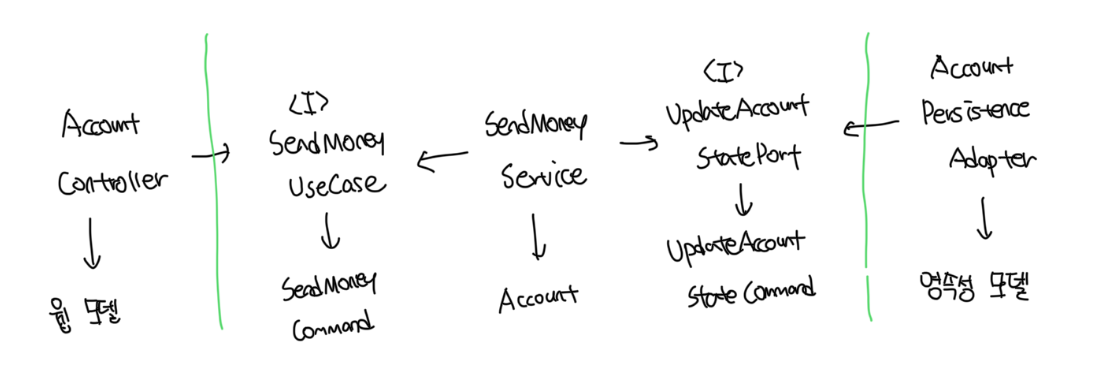 Account
Controller
웹 모델
<I>
SendMoney
UseCase
SendMoney
Command
SendMoney
Service
Account
<I>
UpdateAccount
StatePort
UpdateAccount
State Command
Account
Persistence
Adapter
영속성 모델